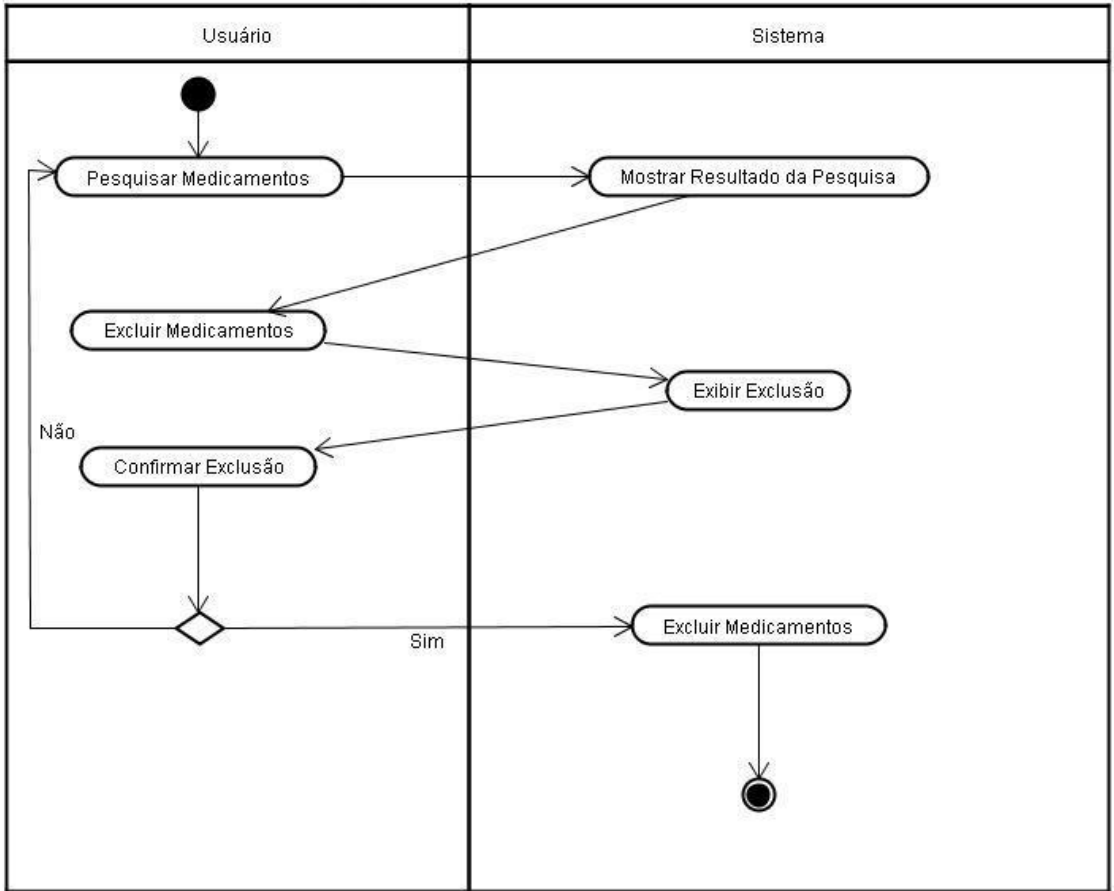 Usuário
Sistema
Pesquisar Medicamentos
Mostrar Resultado da Pesquisa
Excluir Medicamentos
Exibir Exclusão
Não
Confirmar Exclusão
Sim
Excluir Medicamentos